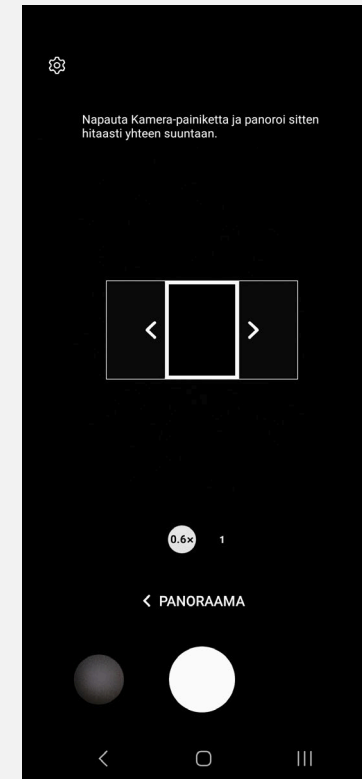 Napauta Kamera-painiketta ja panoroi sitten
hitaasti yhteen suuntaan.
0.6×
1
PANORAAMA